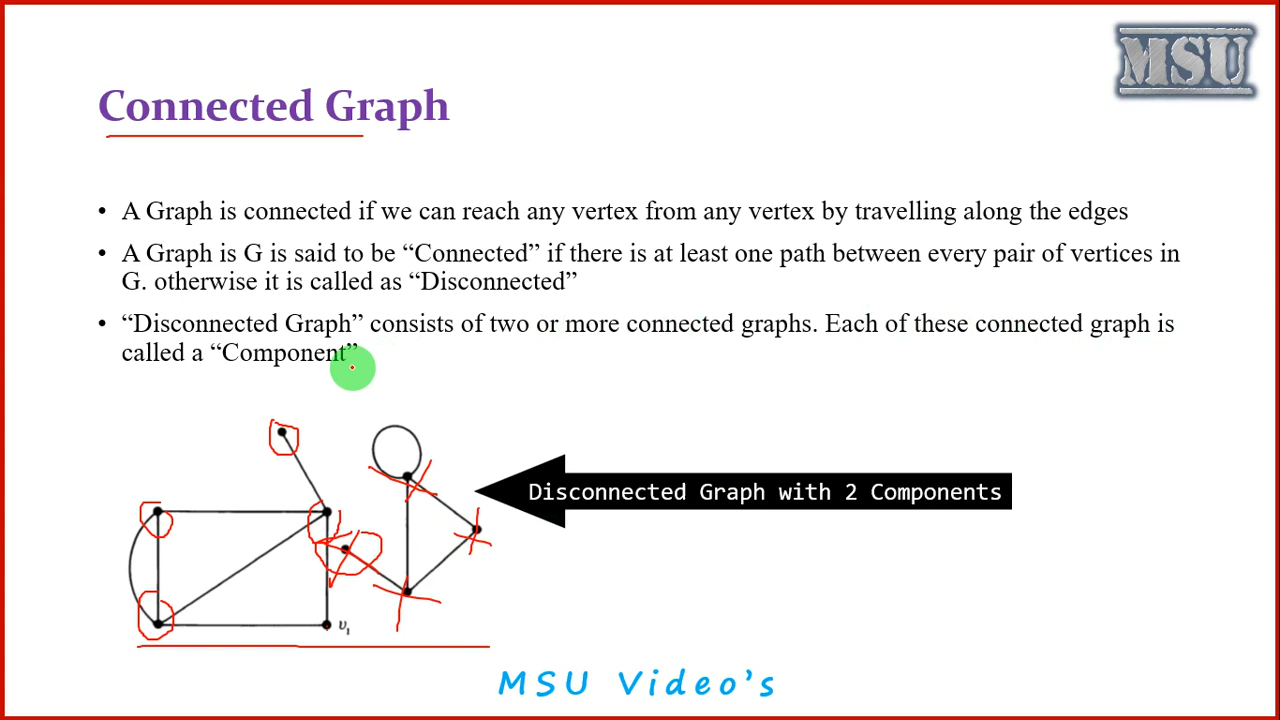 MSU
Connected Graph
• A Graph is connected if we can reach any vertex from any vertex by travelling along the edges
• A Graph is G is said to be “Connected” if there is at least one path between every pair of vertices in
G. otherwise it is called as “Disconnected”
• “Disconnected Graph” consists of two or more connected graphs. Each of these connected graph is
called a “Component”
Disconnected Graph with 2 Components
υ₁
MSU Video’s